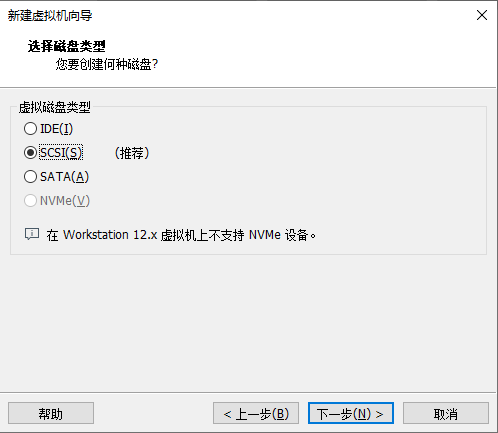 新建虚拟机向导
选择磁盘类型
您要创建何种磁盘?
虚拟磁盘类型
IDE(I)
SCSI(S) (推荐)
SATA(A)
NVMe(V)
在 Workstation 12.x 虚拟机上不支持 NVMe 设备。
帮助 < 上一步(B) 下一步(N) > 取消